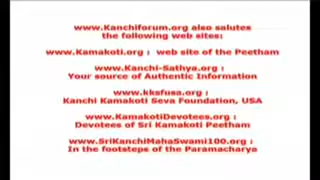 www.Kanchiforum.org also salutes
the following web sites:
www.Kamakoti.org : web site of the Peetham
www.Kanchi-Sathya.org :
Your source of Authentic Information
www.kksfusa.org :
Kanchi Kamakoti Seva Foundation, USA
www.KamakotiDevotees.org :
Devotees of Sri Kamakoti Peetham
www.SriKanchiMahaSwami100.org :
In the footsteps of the Paramacharya